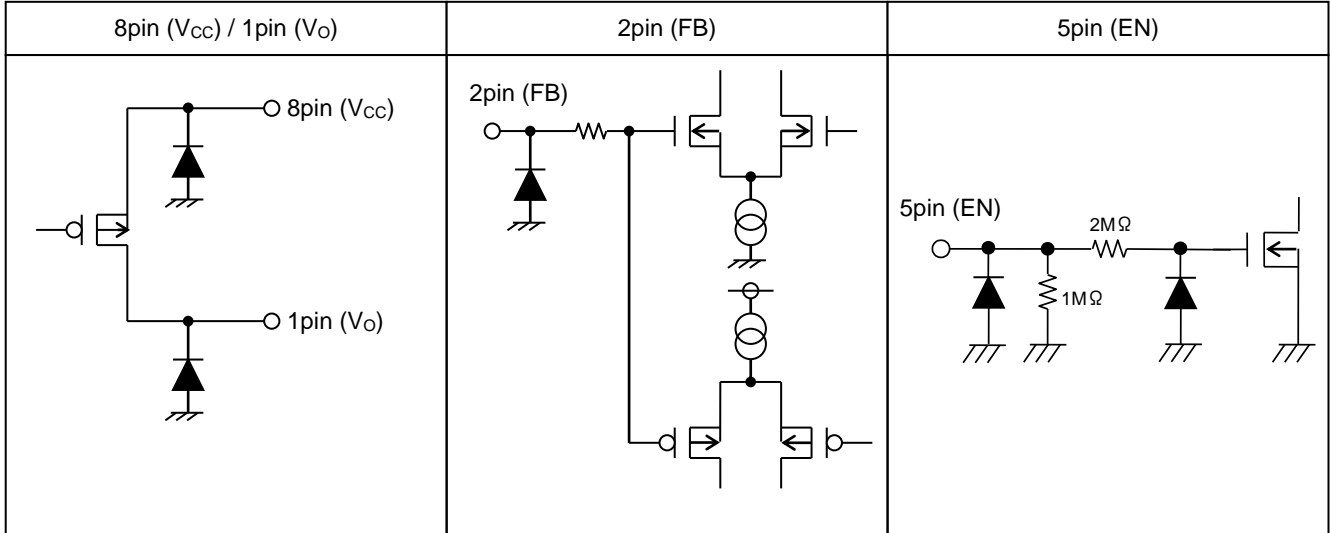 8pin (VCC) / 1pin (VO)
2pin (FB)
5pin (EN)
8pin (VCC)
1pin (VO)
2pin (FB)
5pin (EN)
2MΩ
1MΩ